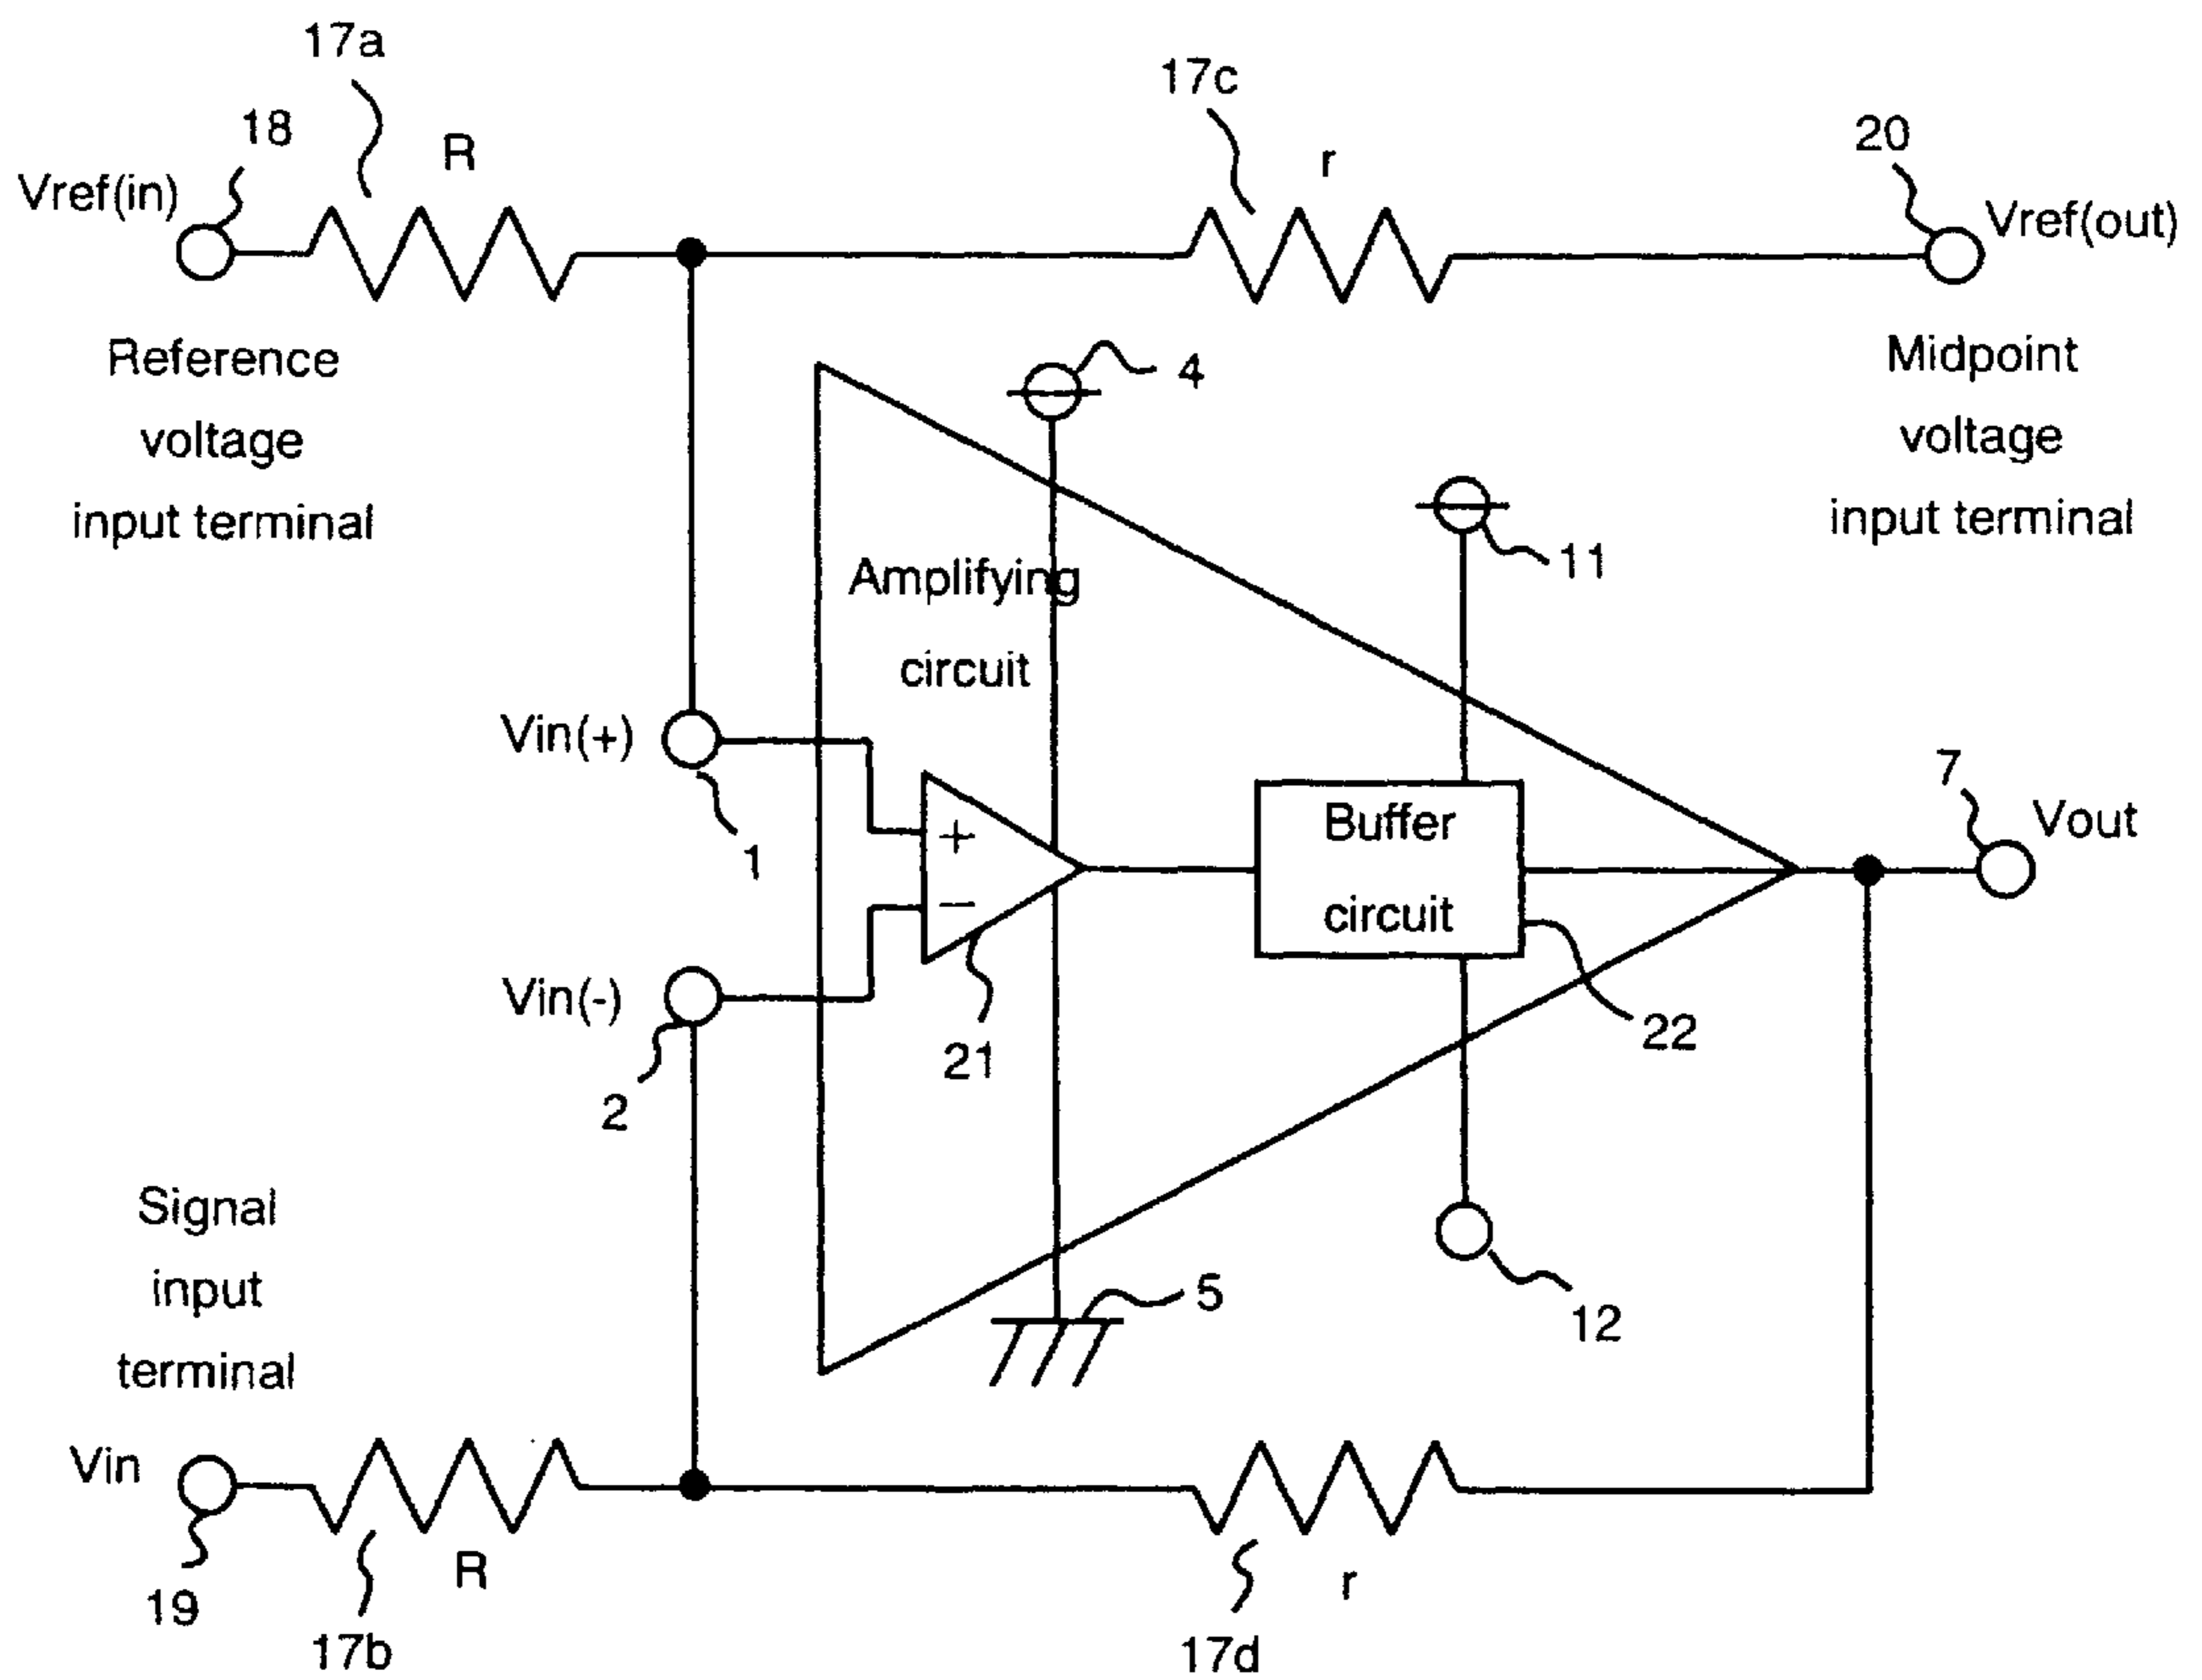 17a
18
R
17c
r
20
Vref(in)
Vref(out)
Reference
voltage
input terminal
4
Midpoint
voltage
input terminal
11
Amplifying
circuit
Vin(+)
1
+
−
Buffer
circuit
7
Vout
Vin(-)
2
21
22
Signal
input
terminal
5
12
Vin
19
R
17b
r
17d